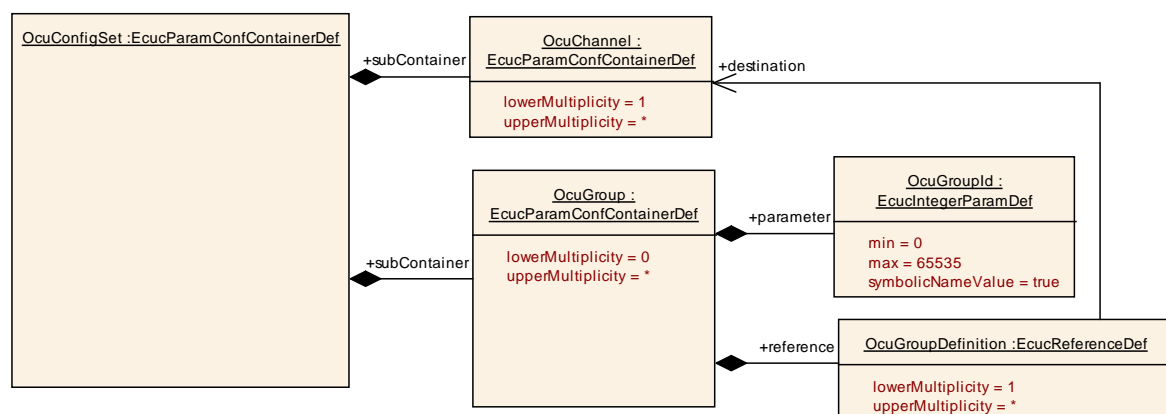 OcuConfigSet :EcucParamConfContainerDef
+subContainer
OcuChannel :
EcucParamConfContainerDef
lowerMultiplicity = 1
upperMultiplicity = *
+destination
+subContainer
OcuGroup :
EcucParamConfContainerDef
lowerMultiplicity = 0
upperMultiplicity = *
+parameter
OcuGroupId :
EcucIntegerParamDef
min = 0
max = 65535
symbolicNameValue = true
+reference
OcuGroupDefinition :EcucReferenceDef
lowerMultiplicity = 1
upperMultiplicity = *